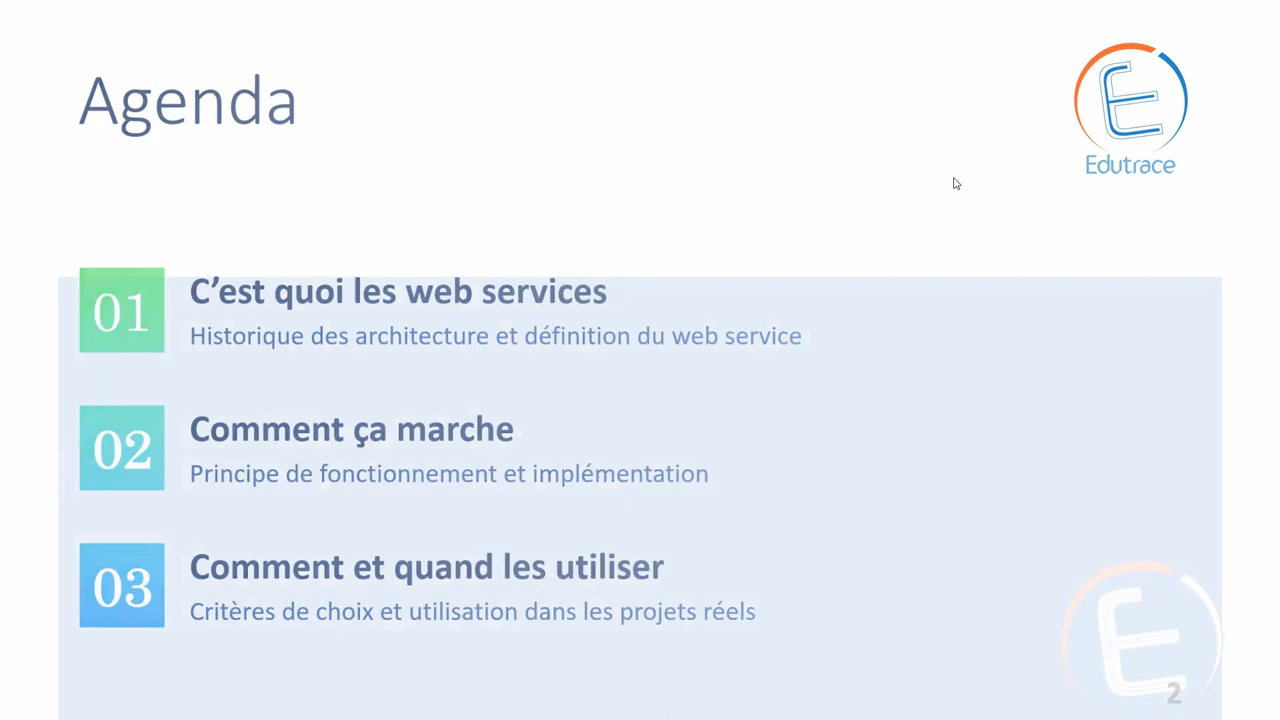 Agenda
Edutrace
01
C’est quoi les web services
Historique des architecture et définition du web service
02
Comment ça marche
Principe de fonctionnement et implémentation
03
Comment et quand les utiliser
Critères de choix et utilisation dans les projets réels
2